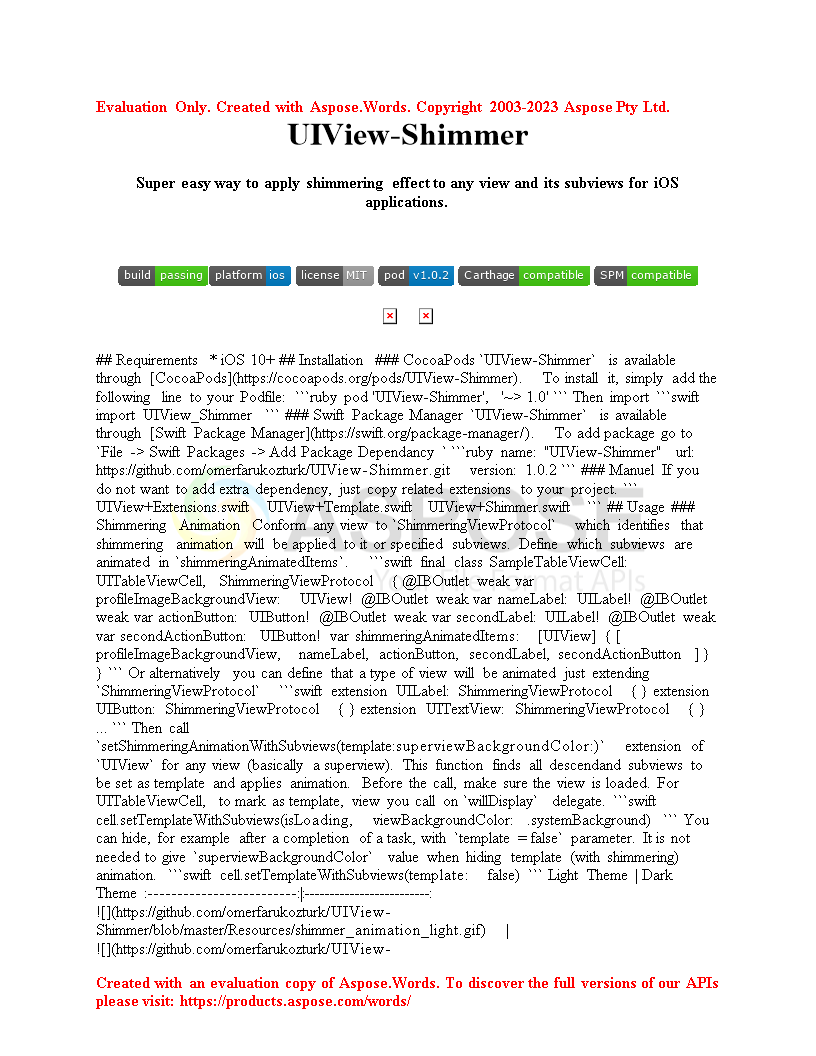 Evaluation Only. Created with Aspose.Words. Copyright 2003-2023 Aspose Pty Ltd.
UIView-Shimmer
Super easy way to apply shimmering effect to any view and its subviews for iOS
applications.
build passing platform ios license MIT pod v1.0.2 Carthage compatible SPM compatible
## Requirements * iOS 10+ ## Installation ### CocoaPods `UIView-Shimmer` is available
through [CocoaPods](https://cocoapods.org/pods/UIView-Shimmer). To install it, simply add the
following line to your Podfile: ```ruby pod 'UIView-Shimmer', '~> 1.0' ``` Then import ```swift
import UIView_Shimmer ``` ### Swift Package Manager `UIView-Shimmer` is available
through [Swift Package Manager](https://swift.org/package-manager/). To add package go to
`File -> Swift Packages -> Add Package Dependancy ` ```ruby name: "UIView-Shimmer" url:
https://github.com/omerfarukozturk/UIView-Shimmer.git version: 1.0.2 ``` ### Manuel If you
do not want to add extra dependency, just copy related extensions to your project. ```
UIView+Extensions.swift UIView+Template.swift UIView+Shimmer.swift ``` ## Usage ###
Shimmering Animation Conform any view to `ShimmeringViewProtocol` which identifies that
shimmering animation will be applied to it or specified subviews. Define which subviews are
animated in `shimmeringAnimatedItems`. ```swift final class SampleTableViewCell:
UITableViewCell, ShimmeringViewProtocol { @IBOutlet weak var
profileImageBackgroundView: UIView! @IBOutlet weak var nameLabel: UILabel! @IBOutlet
weak var actionButton: UIButton! @IBOutlet weak var secondLabel: UILabel! @IBOutlet weak
var secondActionButton: UIButton! var shimmeringAnimatedItems: [UIView] { [
profileImageBackgroundView, nameLabel, actionButton, secondLabel, secondActionButton ] }
} ``` Or alternatively you can define that a type of view will be animated just extending
`ShimmeringViewProtocol` ```swift extension UILabel: ShimmeringViewProtocol { } extension
UIButton: ShimmeringViewProtocol { } extension UITextView: ShimmeringViewProtocol { }
... ``` Then call
`setShimmeringAnimationWithSubviews(template:superviewBackgroundColor:)` extension of
`UIView` for any view (basically a superview). This function finds all descendand subviews to
be set as template and applies animation. Before the call, make sure the view is loaded. For
UITableViewCell, to mark as template, view you call on `willDisplay` delegate. ```swift
cell.setTemplateWithSubviews(isLoading, viewBackgroundColor: .systemBackground) ``` You
can hide, for example after a completion of a task, with `template = false` parameter. It is not
needed to give `superviewBackgroundColor` value when hiding template (with shimmering)
animation. ```swift cell.setTemplateWithSubviews(template: false) ``` Light Theme | Dark
Theme :-------------------------:|:-------------------------:
![](https://github.com/omerfarukozturk/UIView-
Shimmer/blob/master/Resources/shimmer_animation_light.gif) |
![](https://github.com/omerfarukozturk/UIView-
ASPOSE
Your File Format APIs
Created with an evaluation copy of Aspose.Words. To discover the full versions of our APIs
please visit: https://products.aspose.com/words/